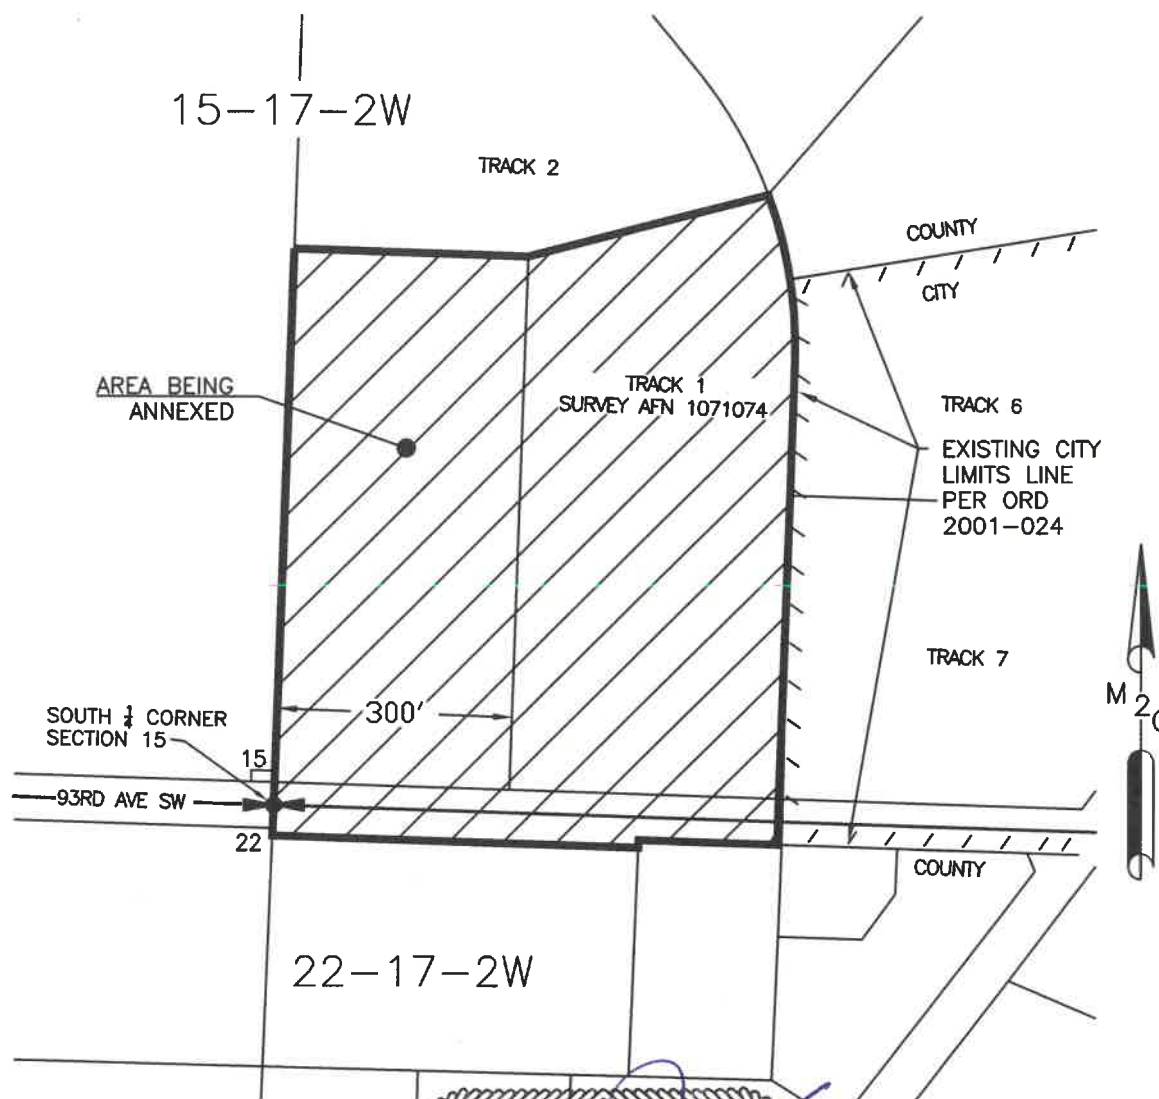 15-17-2W
TRACK 2
COUNTY
CITY
AREA BEING
ANNEXED
TRACK 1
SURVEY AFN 1071074
TRACK 6
EXISTING CITY
LIMITS LINE
PER ORD
2001-024
TRACK 7
300'
SOUTH ¼ CORNER
SECTION 15
15
93RD AVE SW
22
COUNTY
22-17-2W